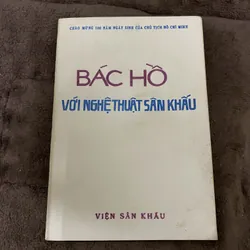 CHÀO MỪNG 100 NĂM NGÀY SINH CỦA CHỦ TỊCH HỒ CHÍ MINH
BÁC HỒ
VỚI NGHỆ THUẬT SÂN KHẤU
VIỆN SÂN KHẤU